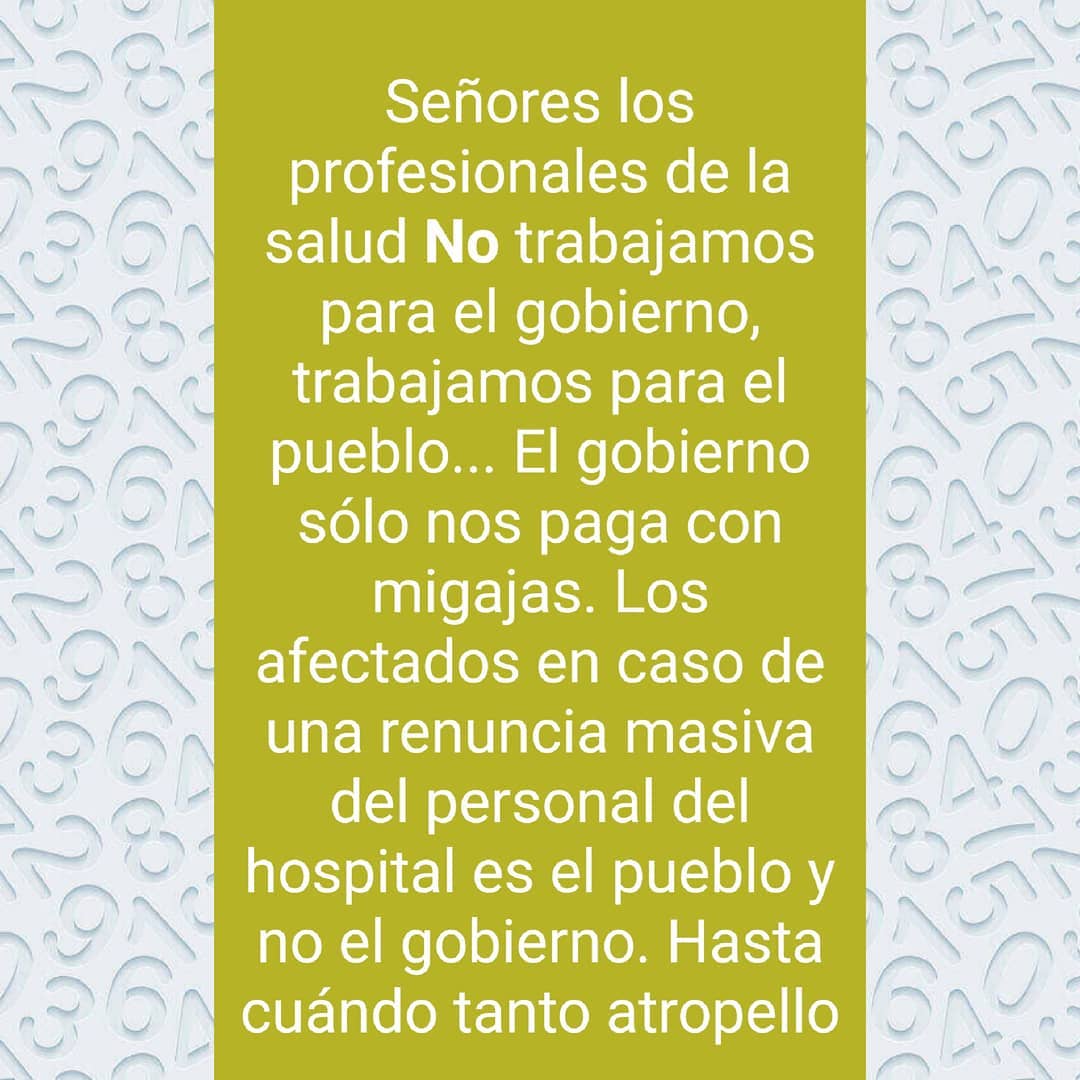 Señores los
profesionales de la
salud No trabajamos
para el gobierno,
trabajamos para el
pueblo... El gobierno
sólo nos paga con
migajas. Los
afectados en caso de
una renuncia masiva
del personal del
hospital es el pueblo y
no el gobierno. Hasta
cuándo tanto atropello